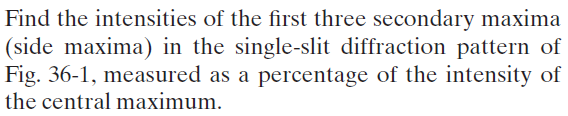 Find the intensities of the first three secondary maxima
(side maxima) in the single-slit diffraction pattern of
Fig. 36-1, measured as a percentage of the intensity of
the central maximum.